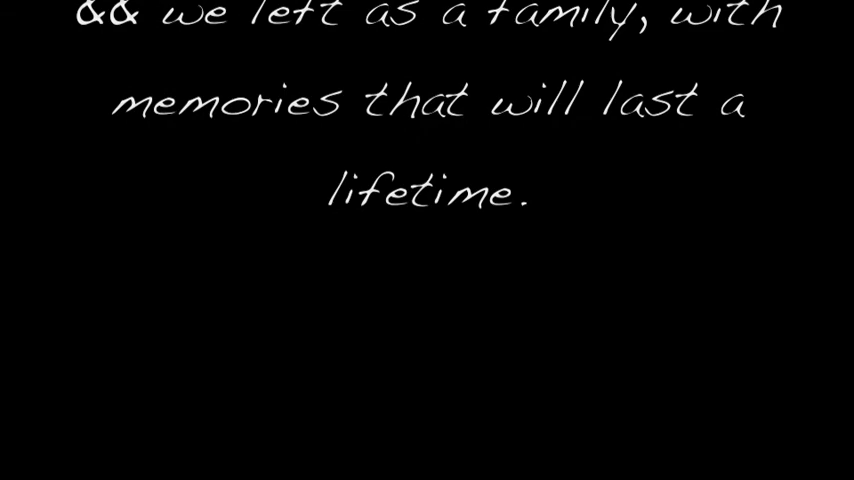 && we left as a family, with
memories that will last a
lifetime.